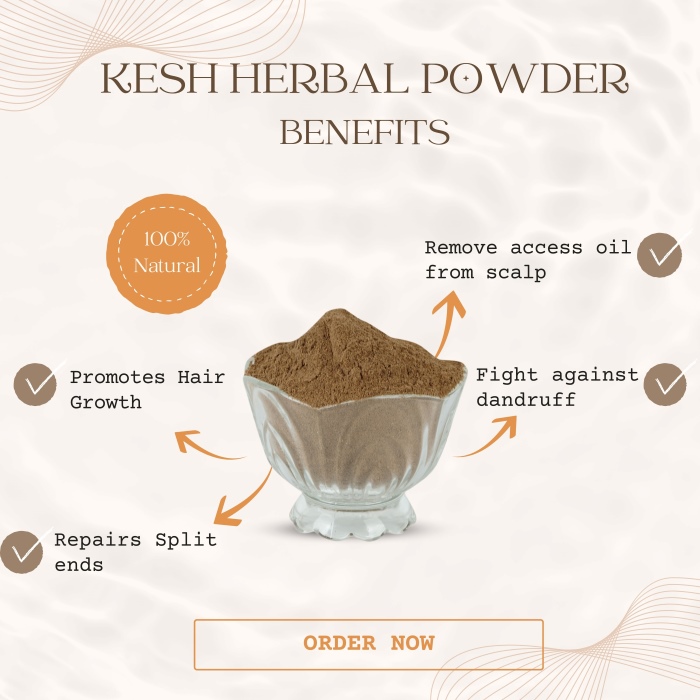 KESH HERBAL POWDER
BENEFITS
100%
Natural
Remove access oil
from scalp
Promotes Hair
Growth
Fight against
dandruff
Repairs Split
ends
ORDER NOW